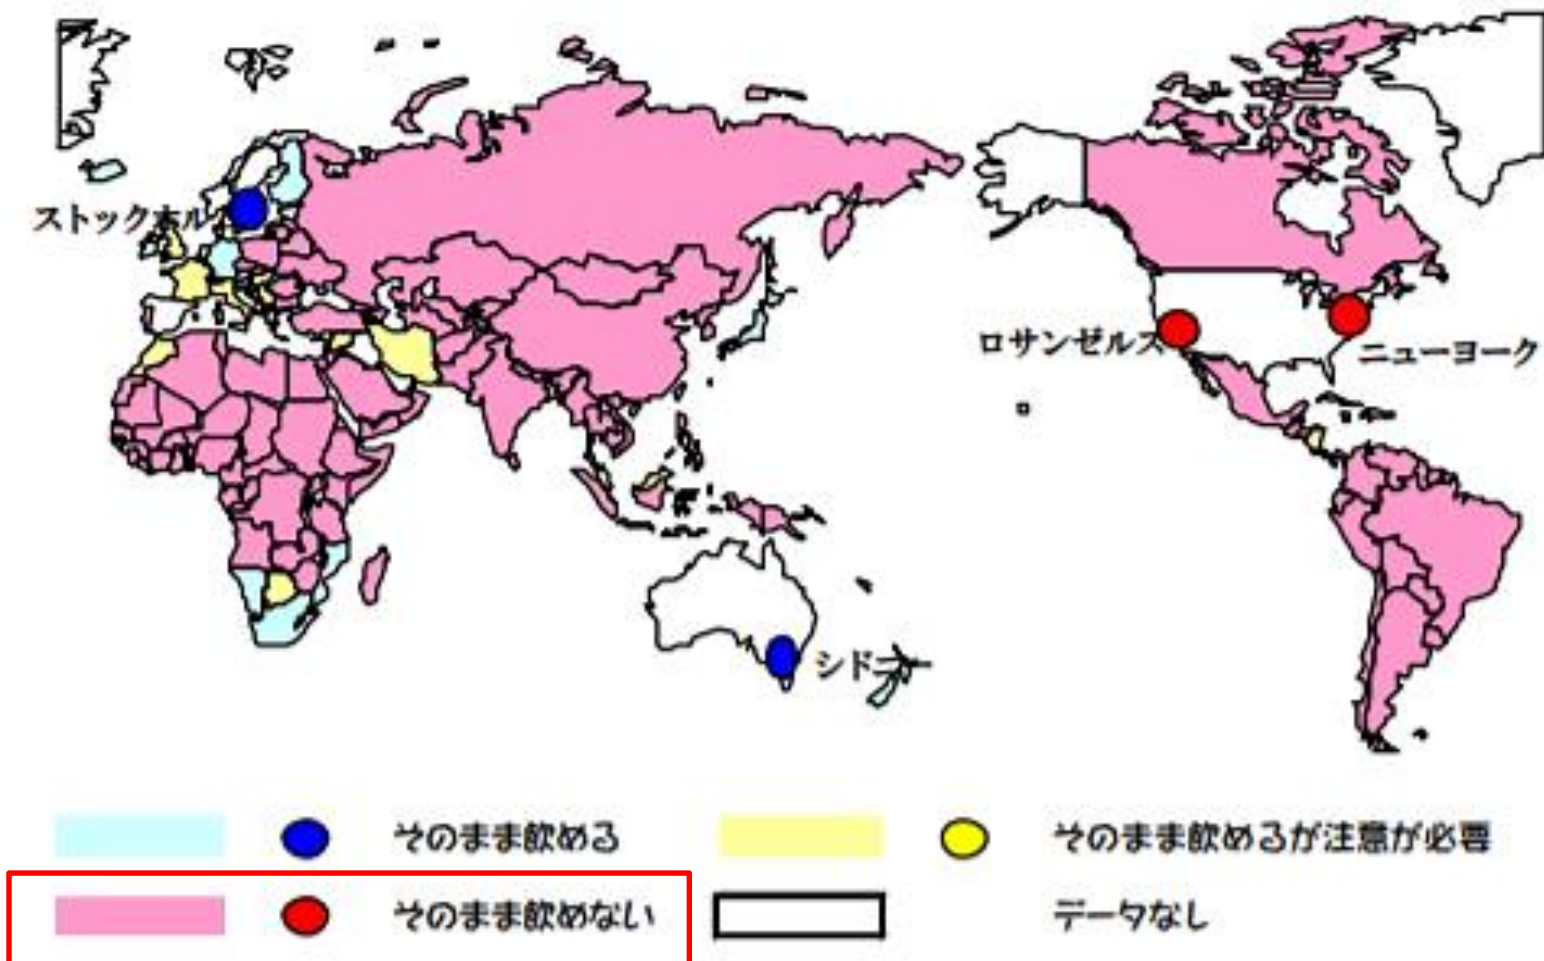 ストックホルム
ロサンゼルス
ニューヨーク
シドニー
そのまま飲める
そのまま飲めるが注意が必要
そのまま飲めない
データなし